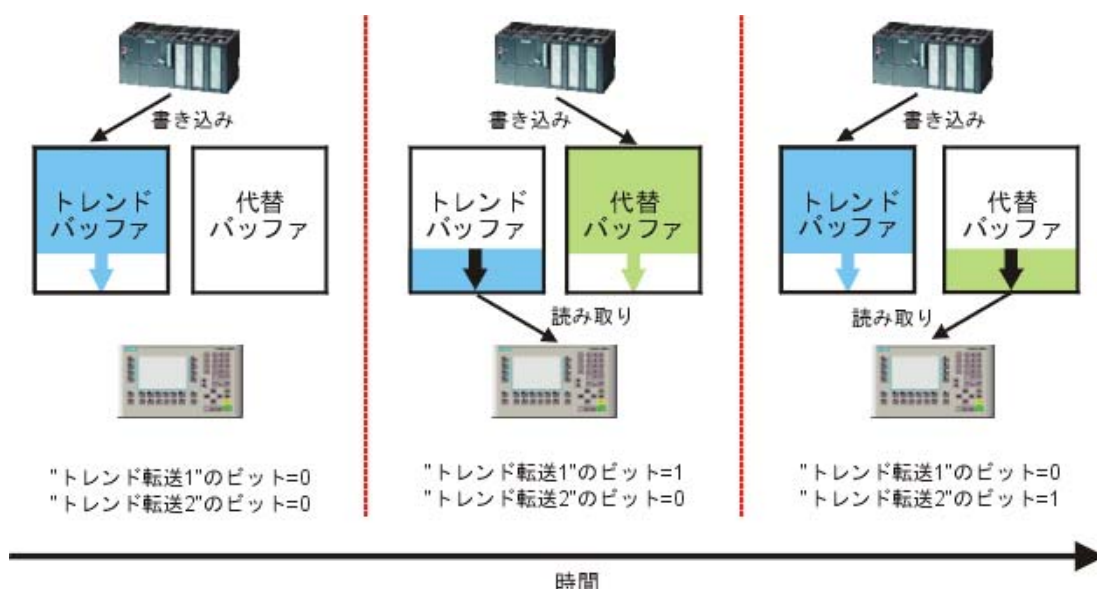 書き込み
トレンド
バッファ
代替
バッファ
"トレンド転送1"のビット=0
"トレンド転送2"のビット=0
書き込み
トレンド
バッファ
代替
バッファ
読み取り
"トレンド転送1"のビット=1
"トレンド転送2"のビット=0
書き込み
トレンド
バッファ
代替
バッファ
読み取り
"トレンド転送1"のビット=0
"トレンド転送2"のビット=1
時間